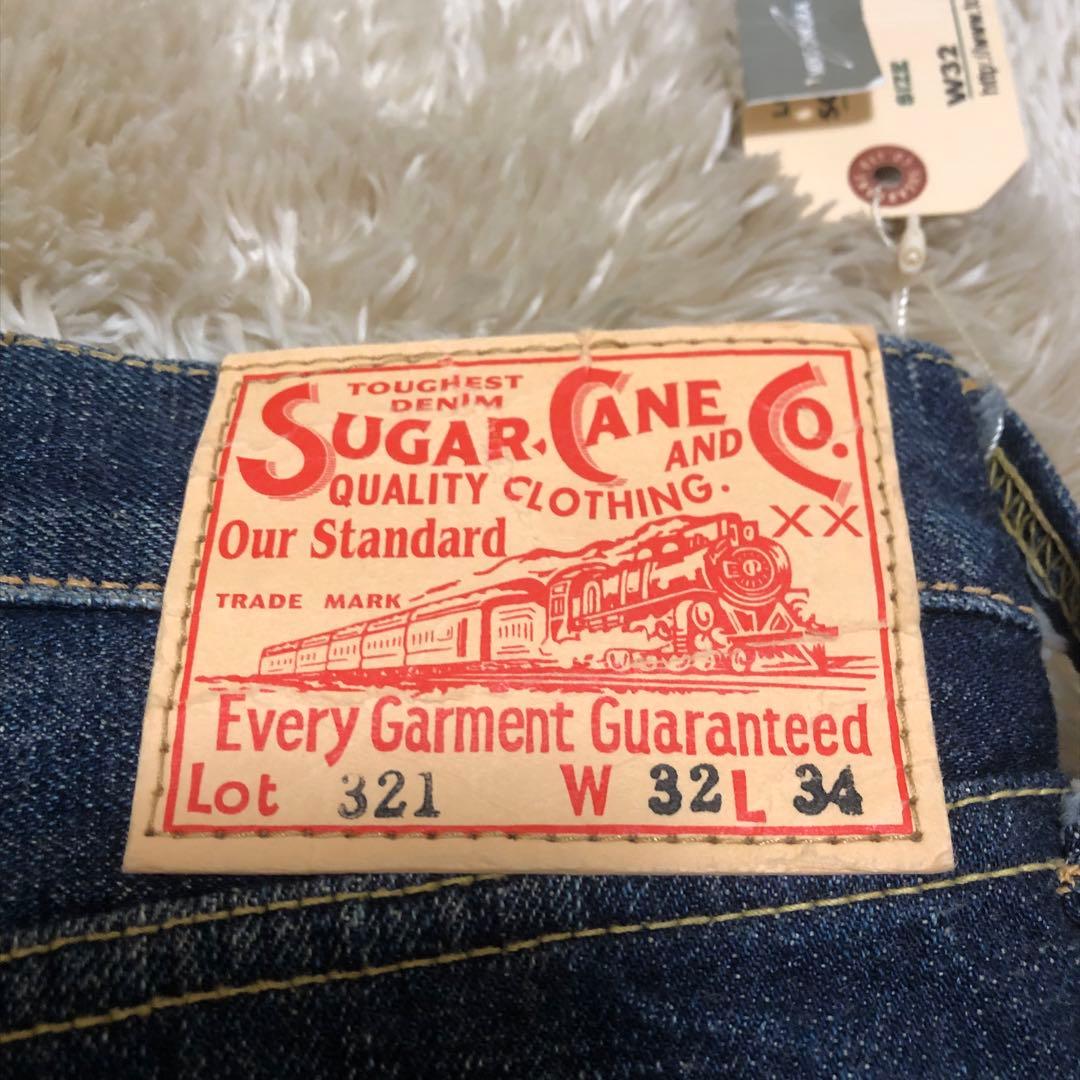 TOUGHEST
DENIM
SUGAR CANE CO.
QUALITY CLOTHING. AND
XX
Our Standard
TRADE MARK
Every Garment Guaranteed
Lot 321 W 32 L 34
SIZE
W32